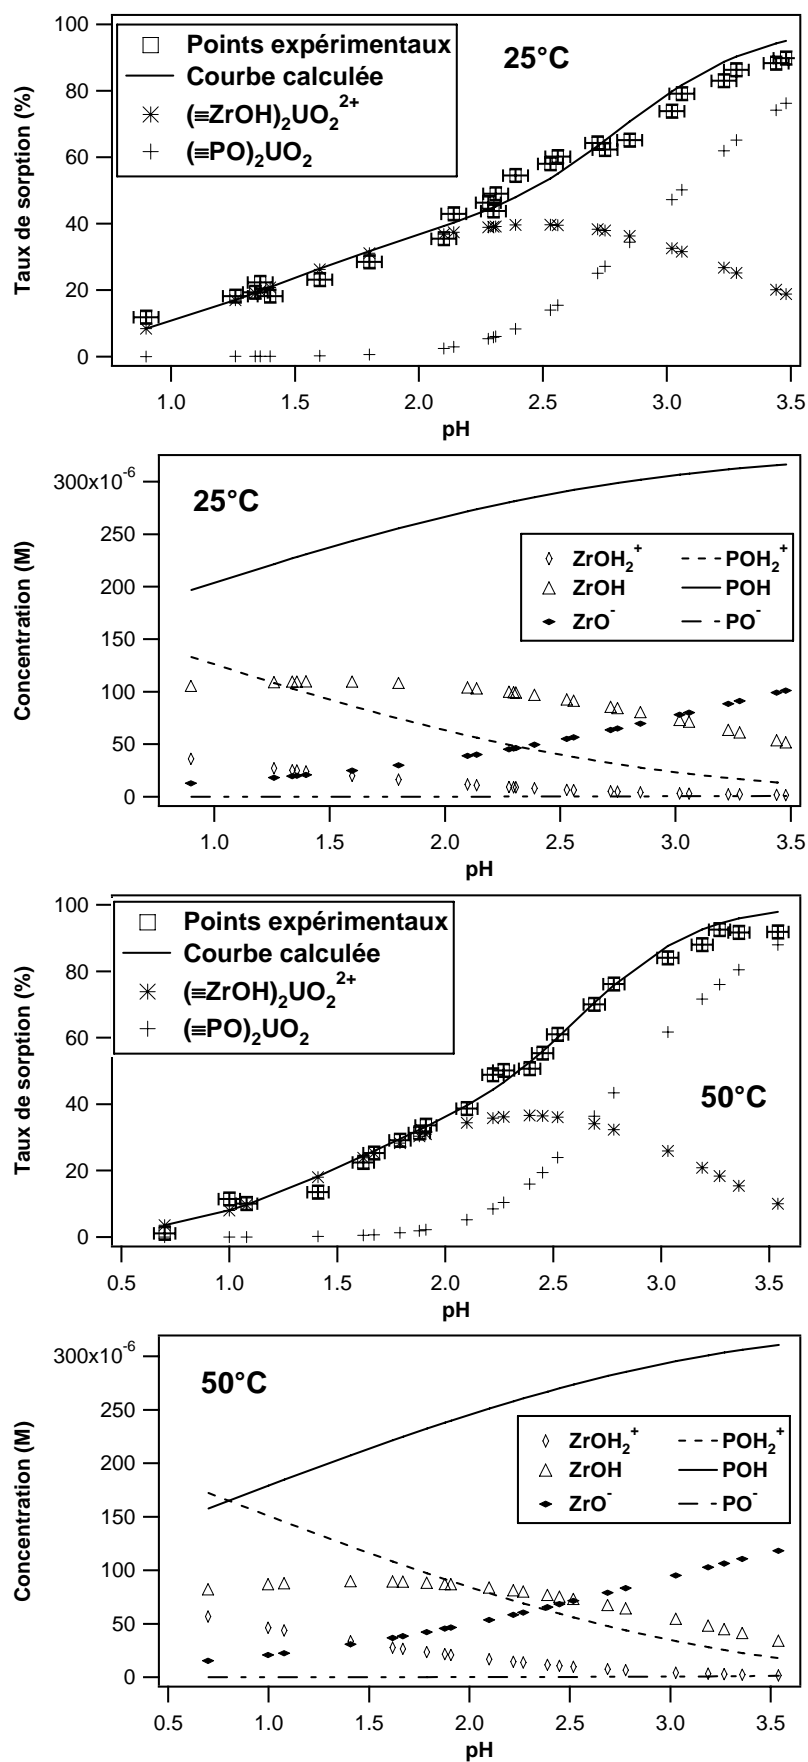 100
80
60
40
20
0
Taux de sorption (%)
Points expérimentaux
Courbe calculée
(≡ZrOH)₂UO₂²⁺
(≡PO)₂UO₂
25°C
1.0 1.5 2.0 2.5 3.0 3.5
pH
300x10⁻⁶
250
200
150
100
50
0
Concentration (M)
25°C
ZrOH₂⁺ POH₂⁺
ZrOH POH
ZrO⁻ PO⁻
1.0 1.5 2.0 2.5 3.0 3.5
pH
100
80
60
40
20
0
Taux de sorption (%)
Points expérimentaux
Courbe calculée
(≡ZrOH)₂UO₂²⁺
(≡PO)₂UO₂
50°C
0.5 1.0 1.5 2.0 2.5 3.0 3.5
pH
300x10⁻⁶
250
200
150
100
50
0
Concentration (M)
50°C
ZrOH₂⁺ POH₂⁺
ZrOH POH
ZrO⁻ PO⁻
0.5 1.0 1.5 2.0 2.5 3.0 3.5
pH